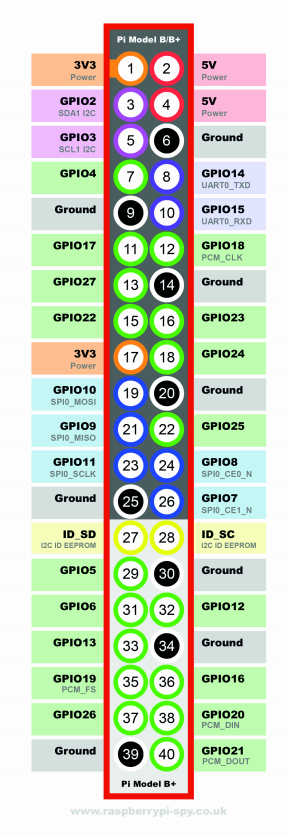 Pi Model B/B+
3V3 1 2 5V
Power Power
GPIO2 3 4 5V
SDA1 I2C Power
GPIO3 5 6 Ground
SCL1 I2C
GPIO4 7 8 GPIO14
UART0_TXD
Ground 9 10 GPIO15
UART0_RXD
GPIO17 11 12 GPIO18
PCM_CLK
GPIO27 13 14 Ground
GPIO22 15 16 GPIO23
3V3 17 18 GPIO24
Power
GPIO10 19 20 Ground
SPI0_MOSI
GPIO9 21 22 GPIO25
SPI0_MISO
GPIO11 23 24 GPIO8
SPI0_SCLK SPI0_CE0_N
Ground 25 26 GPIO7
SPI0_CE1_N
ID_SD 27 28 ID_SC
I2C ID EEPROM I2C ID EEPROM
GPIO5 29 30 Ground
GPIO6 31 32 GPIO12
GPIO13 33 34 Ground
GPIO19 35 36 GPIO16
PCM_FS
GPIO26 37 38 GPIO20
PCM_DIN
Ground 39 40 GPIO21
PCM_DOUT
Pi Model B+
www.raspberrypi-spy.co.uk